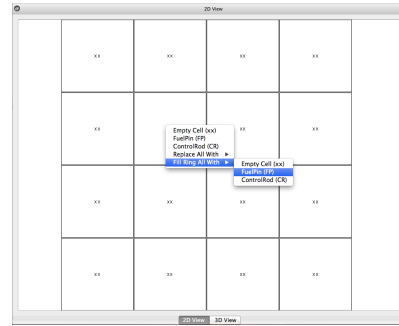 2D View
xx xx xx xx
xx xx xx
Empty Cell (xx)
FuelPin (FP)
ControlRod (CR)
Replace All With ▶
Fill Ring All With ▶
Empty Cell (xx)
FuelPin (FP)
ControlRod (CR)
xx xx xx xx
xx xx xx xx
2D View 3D View